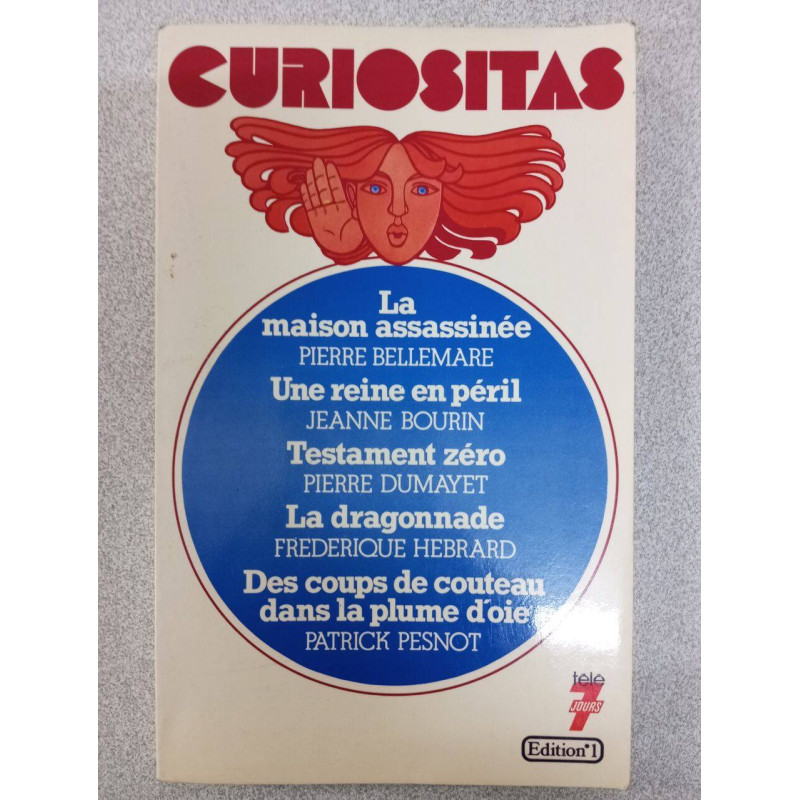 CURIOSITAS
La
maison assassinée
PIERRE BELLEMARE
Une reine en péril
JEANNE BOURIN
Testament zéro
PIERRE DUMAYET
La dragonnade
FREDERIQUE HEBRARD
Des coups de couteau
dans la plume d'oie
PATRICK PESNOT
télé
7
JOURS
Edition°1